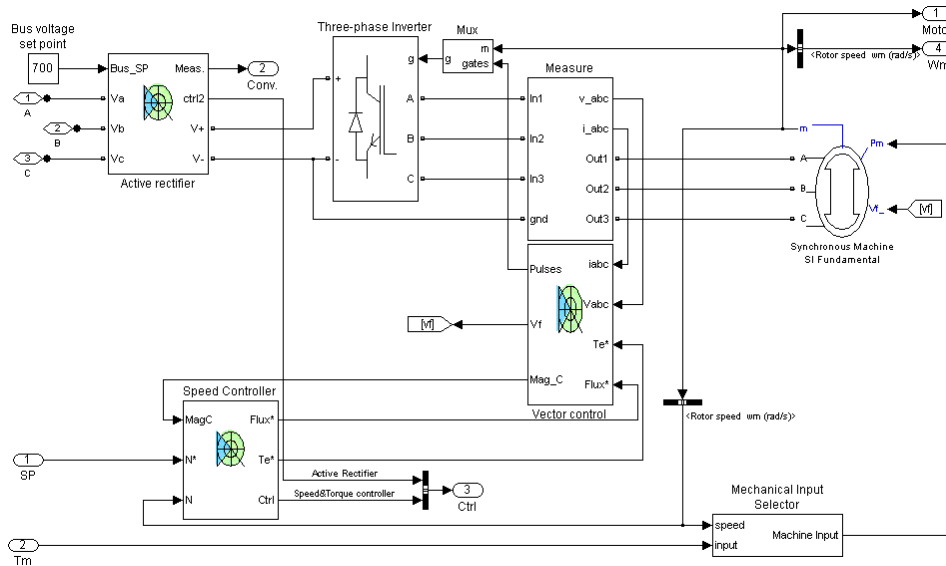 Bus voltage
set point
700
Bus_SP
Meas.
2
Conv.
1
A
Va
ctrl2
2
B
Vb
V+
3
C
Vc
V-
Active rectifier
Three-phase Inverter
+
-
g
A
B
C
Mux
g
m
gates
Measure
In1
v_abc
i_abc
In2
Out1
In3
Out2
gnd
Out3
1
Moto
<Rotor speed wm (rad/s)>
4
Wm
m
Pm
A
B
C
Vf_
[vf]
Synchronous Machine
SI Fundamental
Pulses
iabc
Vabc
[vf]
Vf
Te*
Mag_C
Flux*
Vector control
<Rotor speed wm (rad/s)>
Speed Controller
MagC
Flux*
1
SP
N*
Te*
N
Ctrl
Active Rectifier
Speed&Torque controller
3
Ctrl
Mechanical Input
Selector
speed
input
Machine Input
2
Tm